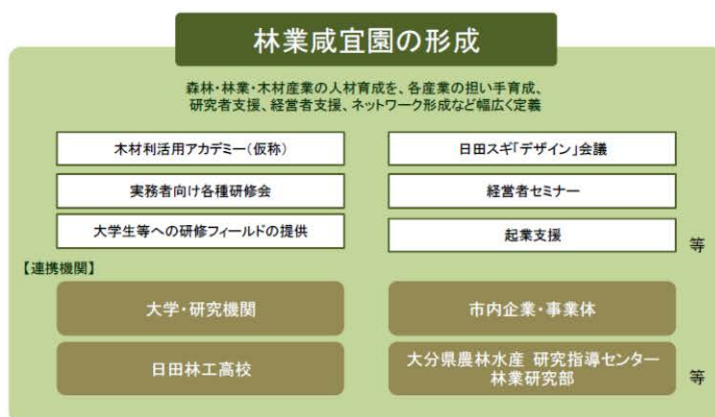 林業咸宜園の形成
森林・林業・木材産業の人材育成を、各産業の担い手育成、
研究者支援、経営者支援、ネットワーク形成など幅広く定義
木材利活用アカデミー(仮称)
日田スギ「デザイン」会議
実務者向け各種研修会
経営者セミナー
大学生等への研修フィールドの提供
起業支援
等
【連携機関】
大学・研究機関
市内企業・事業体
日田林工高校
大分県農林水産 研究指導センター
林業研究部
等